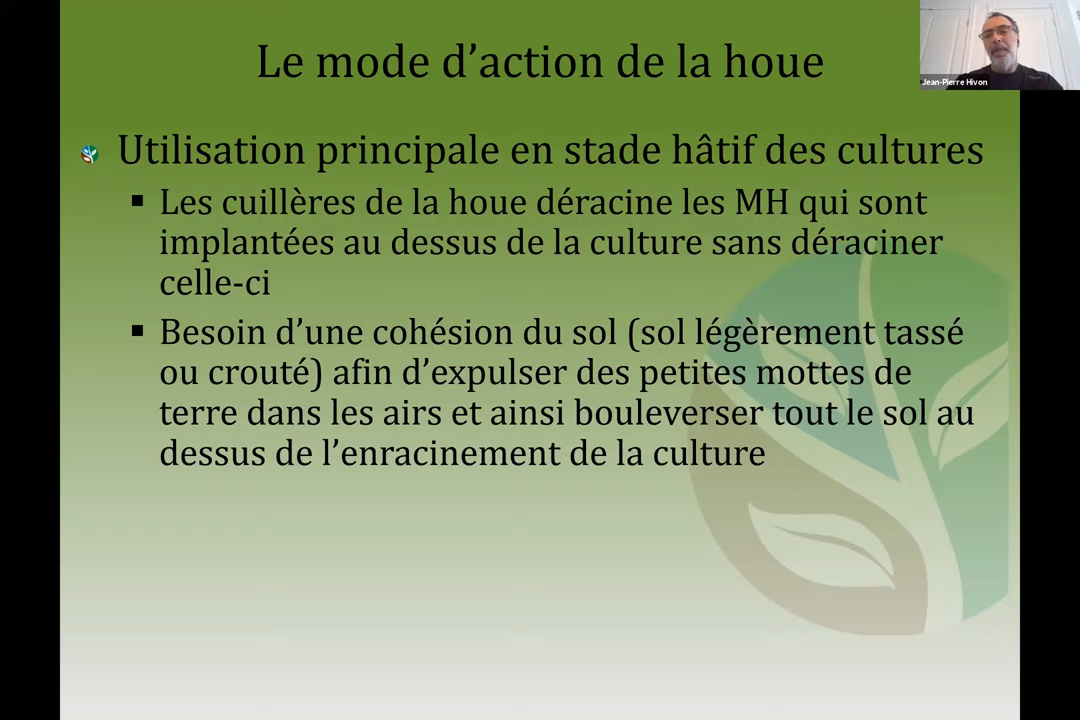 Le mode d’action de la houe
Jean-Pierre Hivon
Utilisation principale en stade hâtif des cultures
Les cuillères de la houe déracine les MH qui sont
implantées au dessus de la culture sans déraciner
celle-ci
Besoin d’une cohésion du sol (sol légèrement tassé
ou crouté) afin d’expulser des petites mottes de
terre dans les airs et ainsi bouleverser tout le sol au
dessus de l’enracinement de la culture